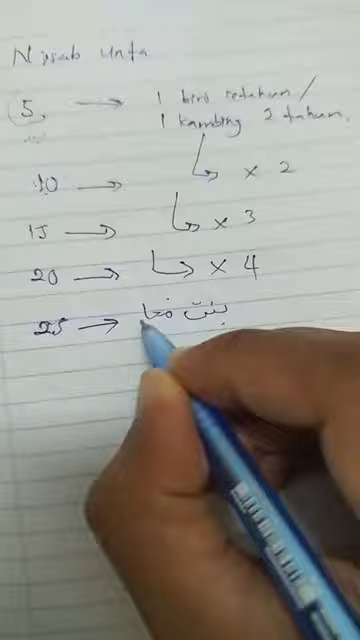 Nisab Unta
5. → 1 biri setahun /
1 kambing 2 tahun.
10 → x 2
15 → x 3
20 → x 4
25 → بنت مخا